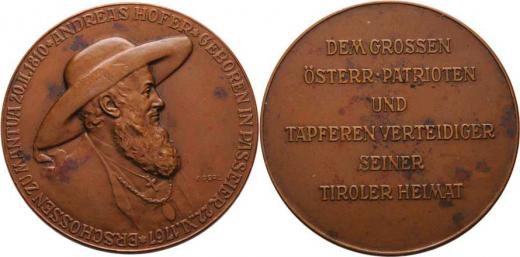 ANDREAS HOFER★GEBOREN IN PASSEIER 22.XI.1767★ERSCHOSSEN ZU MANTUA 20.II.1810★
DEM GROSSEN
ÖSTERR·PATRIOTEN
UND
TAPFEREN VERTEIDIGER
SEINER
TIROLER HEIMAT